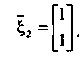 ξ̅₂ = [1
1].